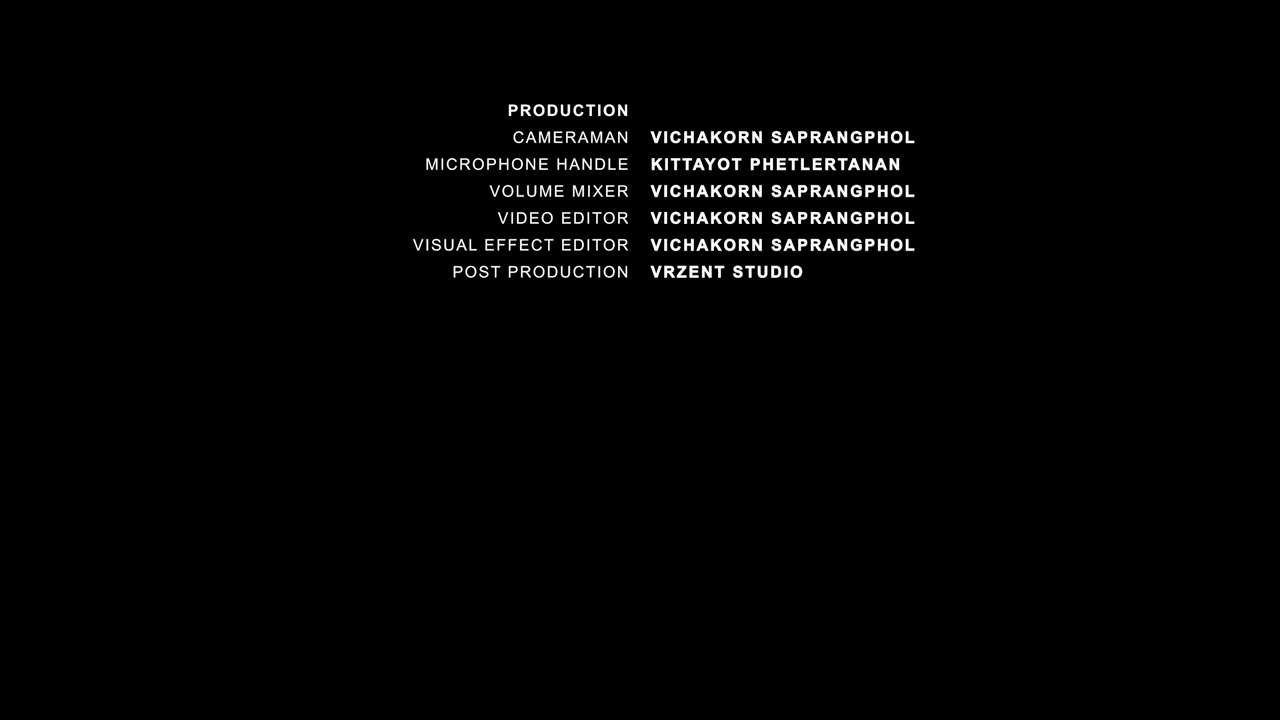 PRODUCTION
CAMERAMAN VICHAKORN SAPRANGPHOL
MICROPHONE HANDLE KITTAYOT PHETLERTANAN
VOLUME MIXER VICHAKORN SAPRANGPHOL
VIDEO EDITOR VICHAKORN SAPRANGPHOL
VISUAL EFFECT EDITOR VICHAKORN SAPRANGPHOL
POST PRODUCTION VRZENT STUDIO